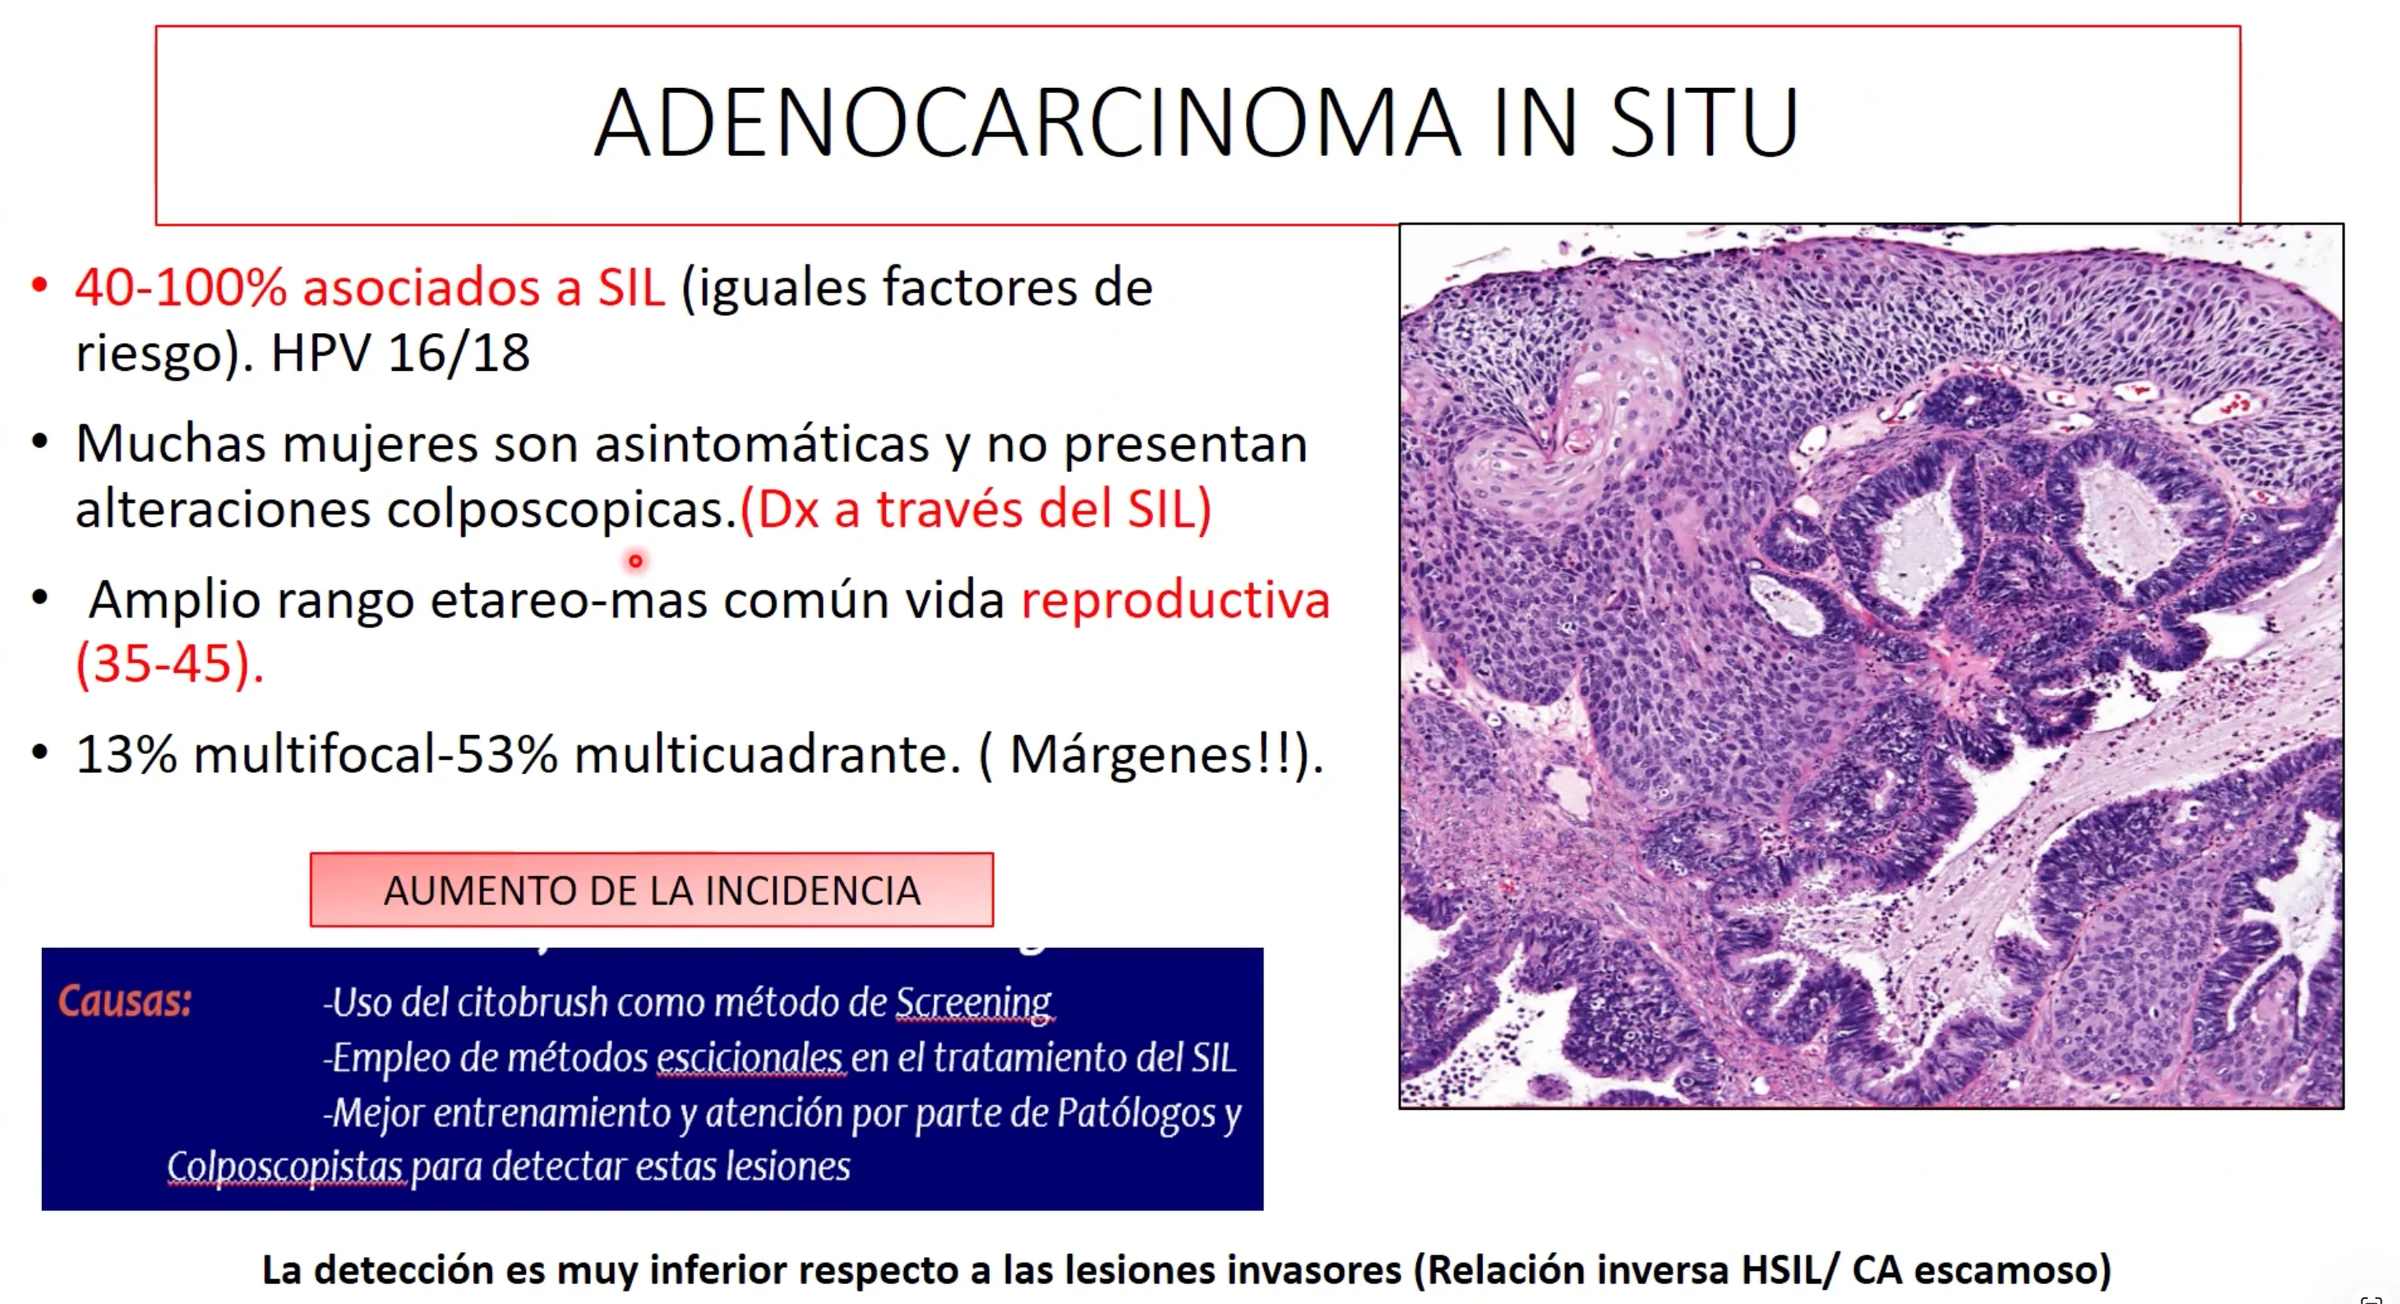 ADENOCARCINOMA IN SITU
• 40-100% asociados a SIL (iguales factores de
riesgo). HPV 16/18
• Muchas mujeres son asintomáticas y no presentan
alteraciones colposcopicas.(Dx a través del SIL)
• Amplio rango etareo-mas común vida reproductiva
(35-45).
• 13% multifocal-53% multicuadrante. ( Márgenes!!).
AUMENTO DE LA INCIDENCIA
Causas: -Uso del citobrush como método de Screening
-Empleo de métodos escicionales en el tratamiento del SIL
-Mejor entrenamiento y atención por parte de Patólogos y
Colposcopistas para detectar estas lesiones
La detección es muy inferior respecto a las lesiones invasores (Relación inversa HSIL/ CA escamoso)